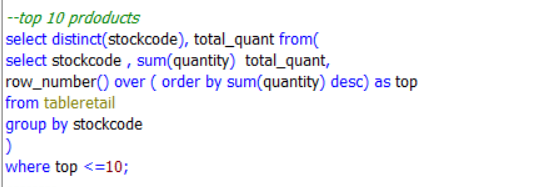 --top 10 prdoducts
select distinct(stockcode), total_quant from(
select stockcode , sum(quantity)  total_quant,
row_number() over ( order by sum(quantity) desc) as top
from tableretail
group by stockcode
)
where top <=10;